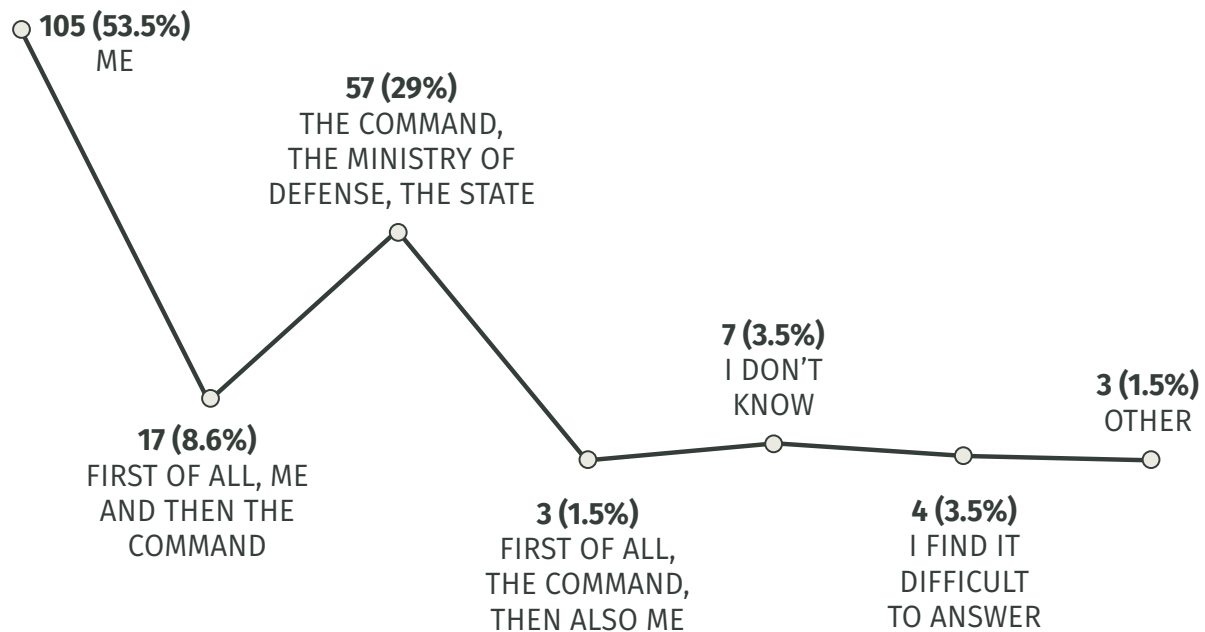 105 (53.5%)
ME
57 (29%)
THE COMMAND,
THE MINISTRY OF
DEFENSE, THE STATE
17 (8.6%)
FIRST OF ALL, ME
AND THEN THE
COMMAND
3 (1.5%)
FIRST OF ALL,
THE COMMAND,
THEN ALSO ME
7 (3.5%)
I DON'T
KNOW
4 (3.5%)
I FIND IT
DIFFICULT
TO ANSWER
3 (1.5%)
OTHER